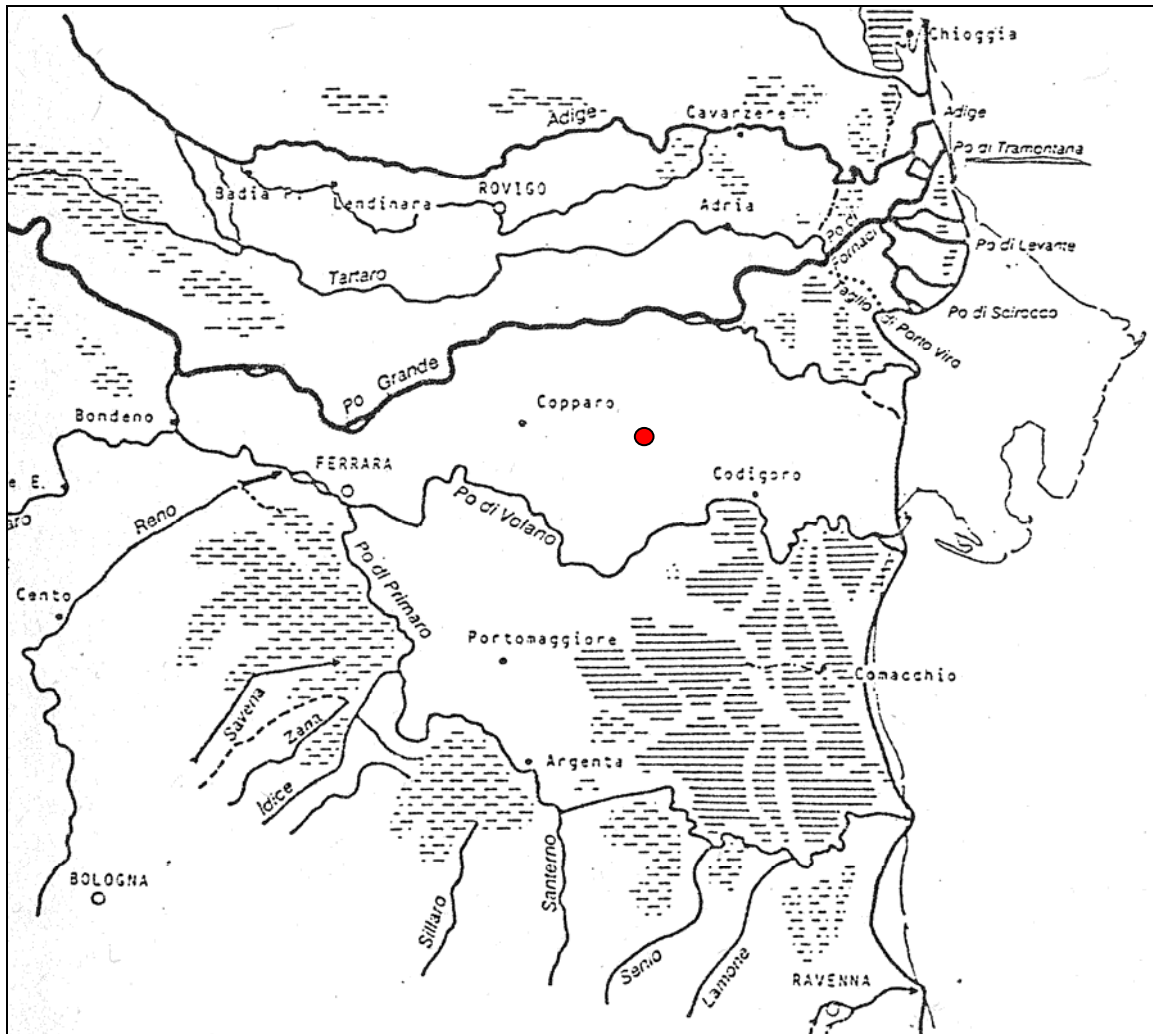 Chioggia
Adige
Cavarzere
Adige
Po di Tramontana
Badia P.
Lendinara
ROVIGO
Adria
Po di Fornaci
Po di Levante
Tartaro
Taglio di Porto Viro
Po di Scirocco
Po Grande
Bondeno
Copparo
FERRARA
Codigoro
e E.
aro
Reno
Po di Volano
Cento
Po di Primaro
Portomaggiore
Comacchio
Savena
Zana
Idice
Argenta
BOLOGNA
Sillaro
Santerno
Senio
Lamone
RAVENNA